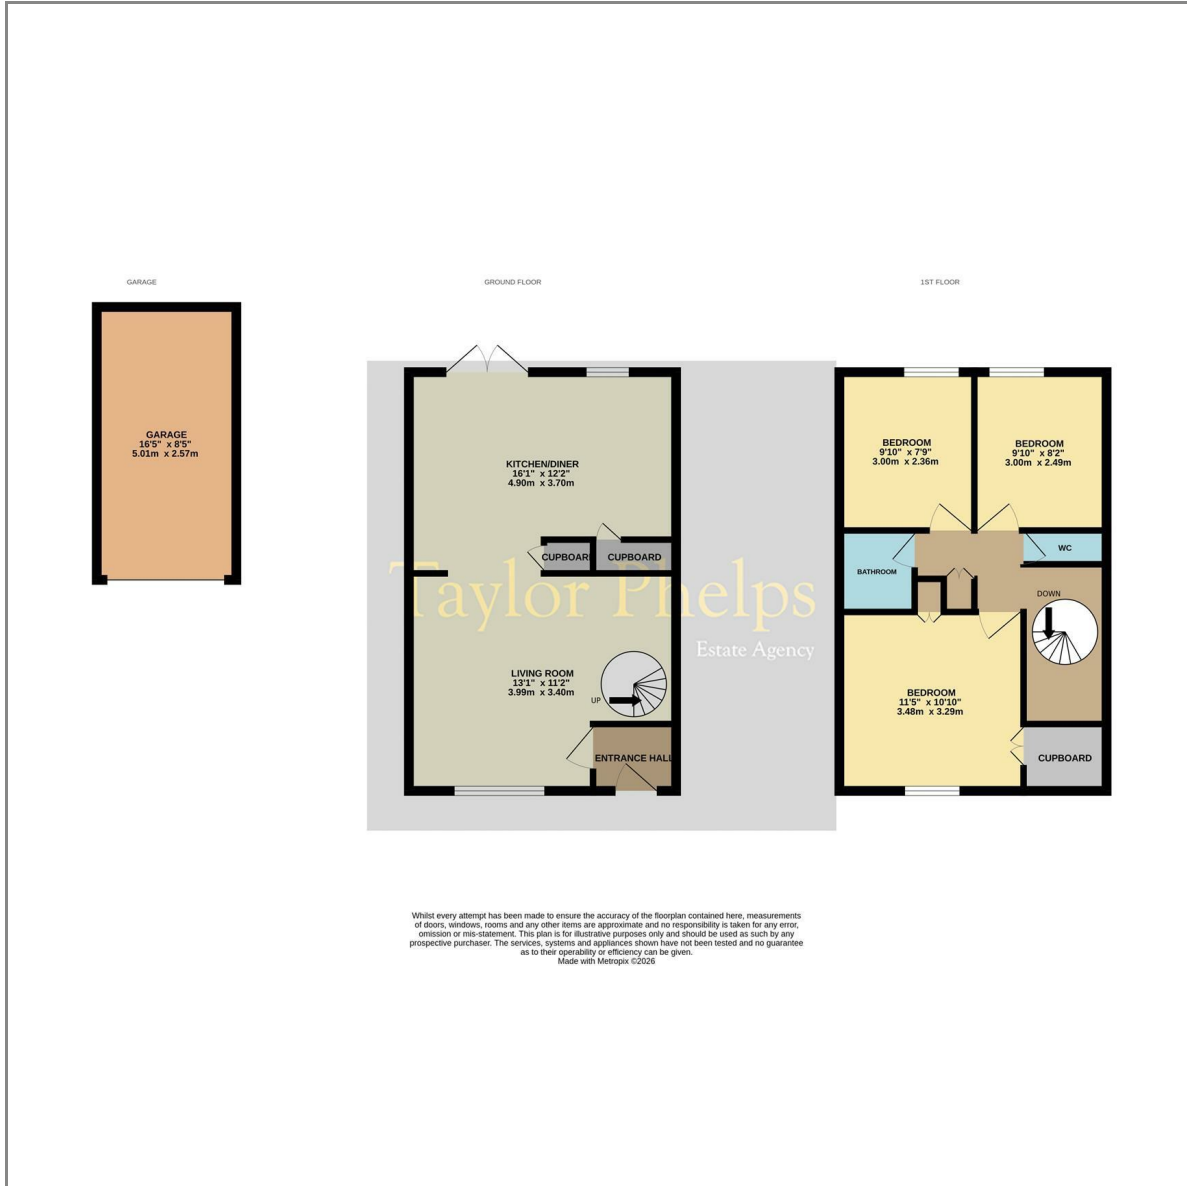 GARAGE
GROUND FLOOR
1ST FLOOR
GARAGE
16'5" x 8'5"
5.01m x 2.57m
KITCHEN/DINER
16'1" x 12'2"
4.90m x 3.70m
CUPBOARD
CUPBOARD
Taylor Phelps
Estate Agency
LIVING ROOM
13'1" x 11'2"
3.99m x 3.40m
UP
ENTRANCE HALL
BEDROOM
9'10" x 7'9"
3.00m x 2.36m
BEDROOM
9'10" x 8'2"
3.00m x 2.49m
BATHROOM
WC
DOWN
BEDROOM
11'5" x 10'10"
3.48m x 3.29m
CUPBOARD
Whilst every attempt has been made to ensure the accuracy of the floorplan contained here, measurements
of doors, windows, rooms and any other items are approximate and no responsibility is taken for any error,
omission or mis-statement. This plan is for illustrative purposes only and should be used as such by any
prospective purchaser. The services, systems and appliances shown have not been tested and no guarantee
as to their operability or efficiency can be given.
Made with Metropix ©2026